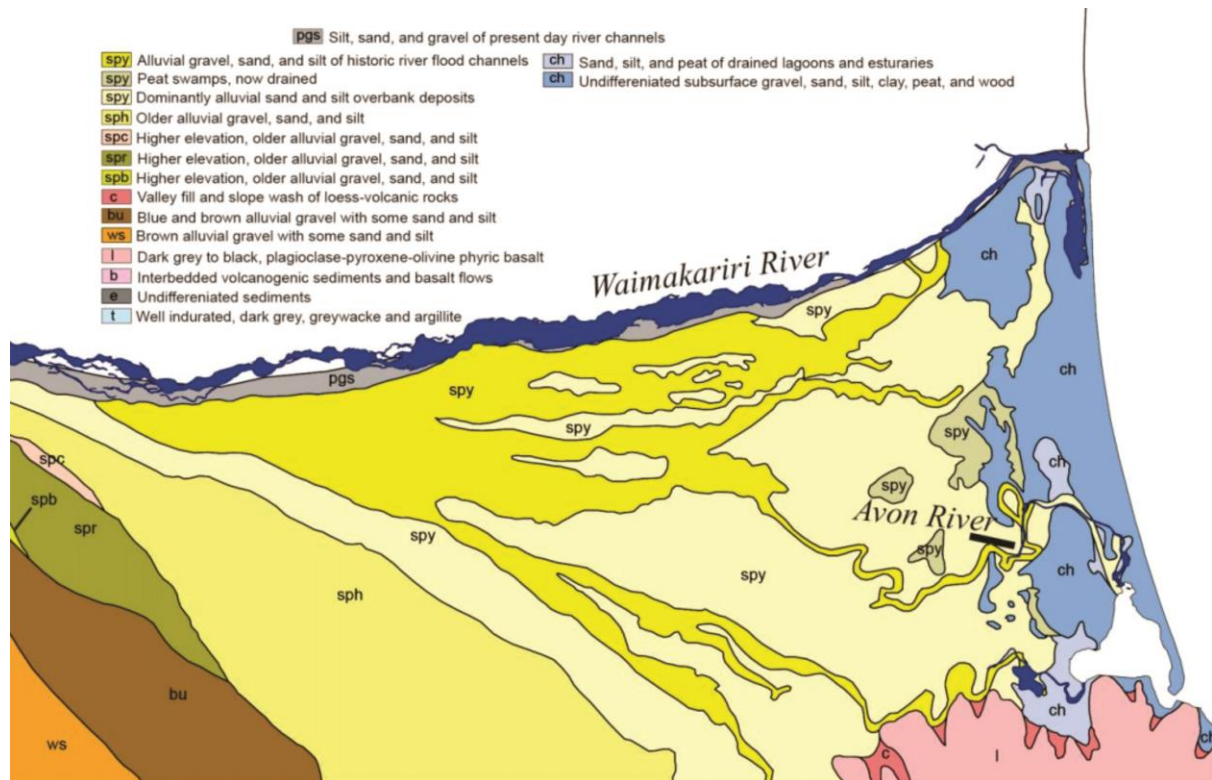 pgs Silt, sand, and gravel of present day river channels
spy Alluvial gravel, sand, and silt of historic river flood channels
spy Peat swamps, now drained
spy Dominantly alluvial sand and silt overbank deposits
sph Older alluvial gravel, sand, and silt
spc Higher elevation, older alluvial gravel, sand, and silt
spr Higher elevation, older alluvial gravel, sand, and silt
spb Higher elevation, older alluvial gravel, sand, and silt
c Valley fill and slope wash of loess-volcanic rocks
bu Blue and brown alluvial gravel with some sand and silt
ws Brown alluvial gravel with some sand and silt
l Dark grey to black, plagioclase-pyroxene-olivine phyric basalt
b Interbedded volcanogenic sediments and basalt flows
e Undiffereniated sediments
t Well indurated, dark grey, greywacke and argillite
ch Sand, silt, and peat of drained lagoons and esturaries
ch Undiffereniated subsurface gravel, sand, silt, clay, peat, and wood
Waimakariri River
ch
spy
pgs
spy
ch
spy
spy
spc
ch
spb
spy
spr
Avon River
spy
spy
spy
ch
sph
bu
ch
ws
c
l
ch